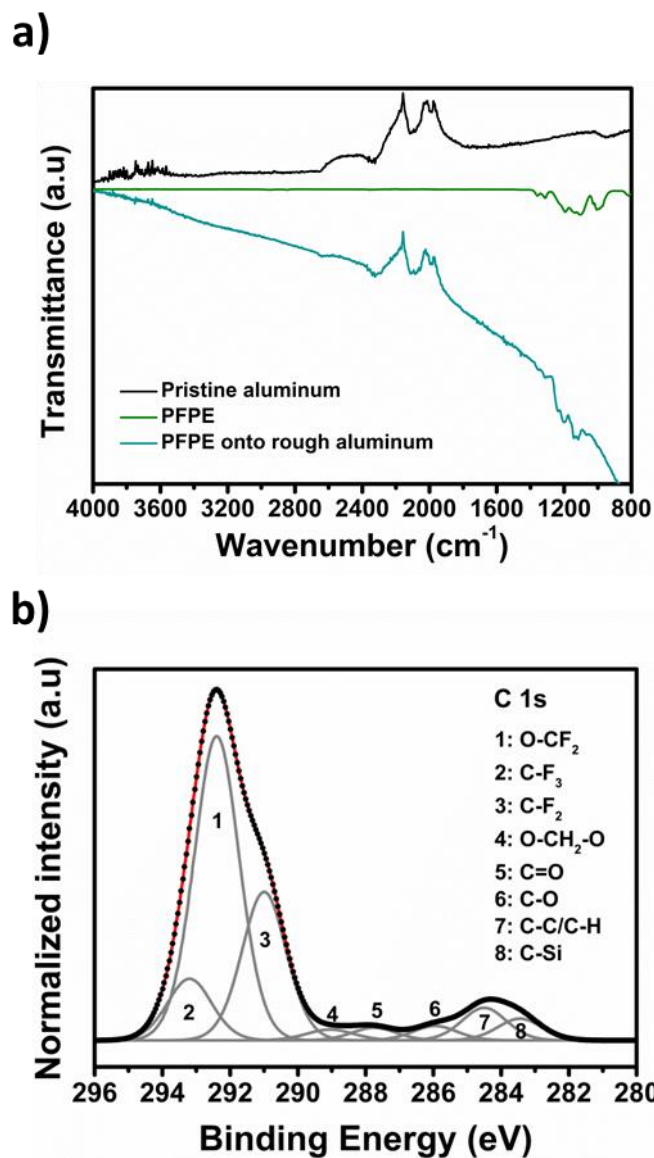 a)
Transmittance (a.u)
Pristine aluminum
PFPE
PFPE onto rough aluminum
4000 3600 3200 2800 2400 2000 1600 1200 800
Wavenumber (cm⁻¹)
b)
Normalized intensity (a.u)
C 1s
1: O-CF₂
2: C-F₃
3: C-F₂
4: O-CH₂-O
5: C=O
6: C-O
7: C-C/C-H
8: C-Si
1
2
3
4
5
6
7
8
296 294 292 290 288 286 284 282 280
Binding Energy (eV)